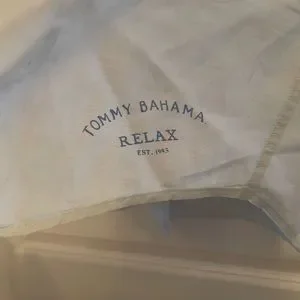 TOMMY BAHAMA
RELAX
EST. 1993